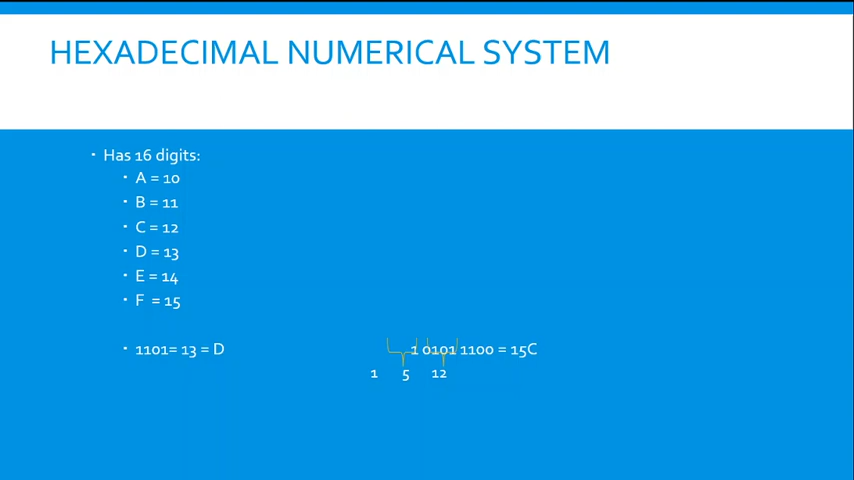 HEXADECIMAL NUMERICAL SYSTEM
Has 16 digits:
A = 10
B = 11
C = 12
D = 13
E = 14
F = 15
1101= 13 = D
1 0101 1100 = 15C
1 5 12